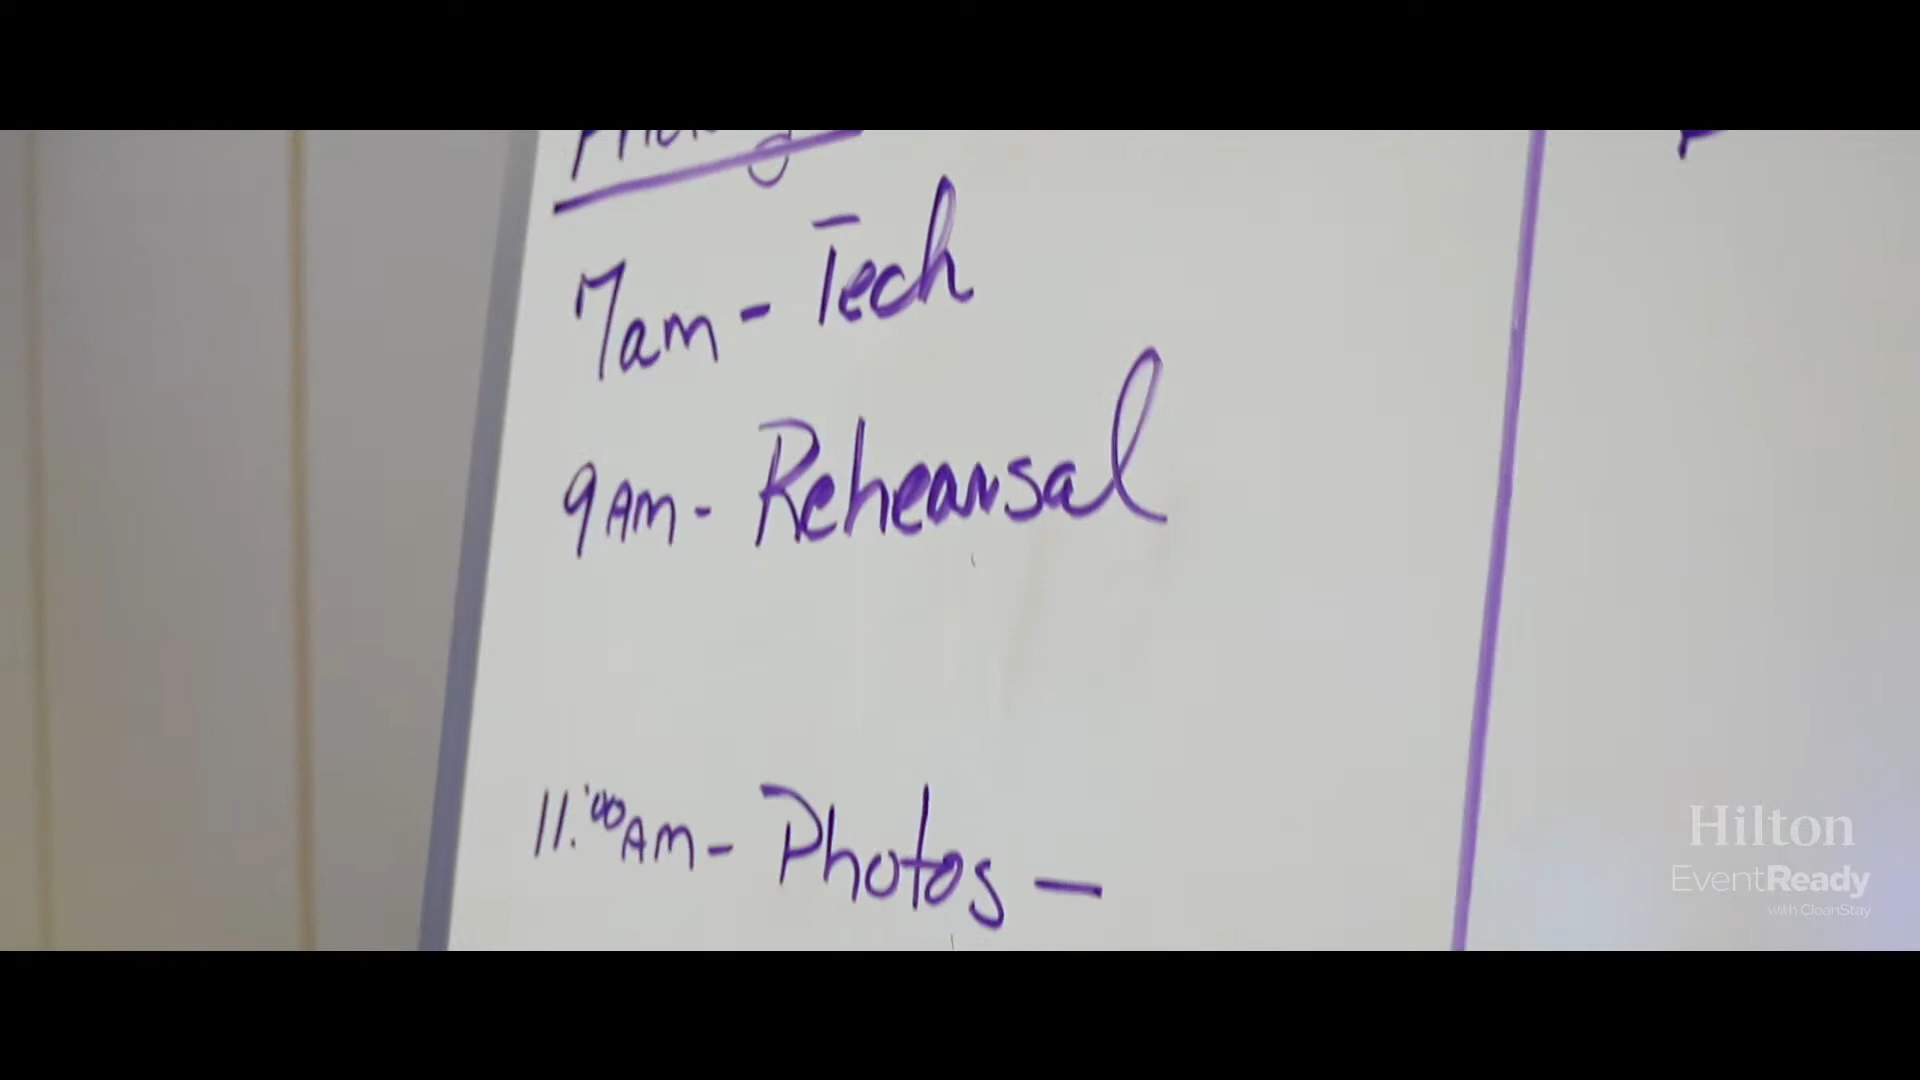 7am - Tech
9AM - Rehearsal
11:00AM - Photos -
Hilton
EventReady
with CleanStay